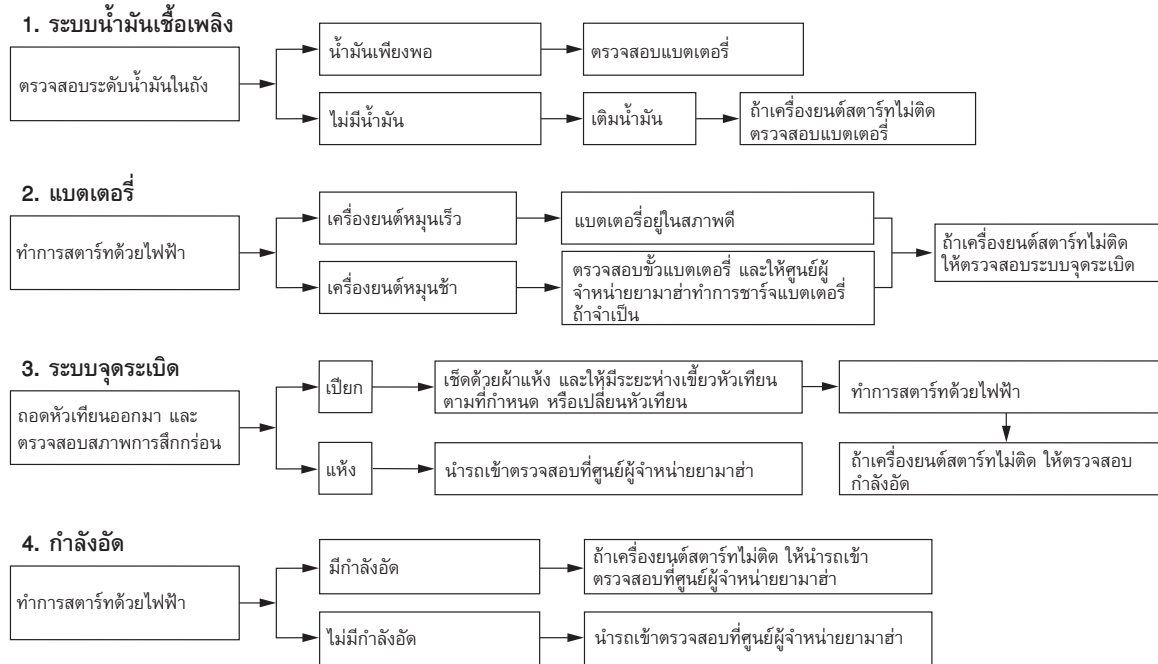 1. ระบบน้ำมันเชื้อเพลิง
ตรวจสอบระดับน้ำมันในถัง
น้ำมันเพียงพอ
ตรวจสอบแบตเตอรี่
ไม่มีน้ำมัน
เติมน้ำมัน
ถ้าเครื่องยนต์สตาร์ทไม่ติด
ตรวจสอบแบตเตอรี่
2. แบตเตอรี่
ทำการสตาร์ทด้วยไฟฟ้า
เครื่องยนต์หมุนเร็ว
แบตเตอรี่อยู่ในสภาพดี
เครื่องยนต์หมุนช้า
ตรวจสอบขั้วแบตเตอรี่ และให้ศูนย์ผู้
จำหน่ายยามาฮ่าทำการชาร์จแบตเตอรี่
ถ้าจำเป็น
ถ้าเครื่องยนต์สตาร์ทไม่ติด
ให้ตรวจสอบระบบจุดระเบิด
3. ระบบจุดระเบิด
ถอดหัวเทียนออกมา และ
ตรวจสอบสภาพการสึกกร่อน
เปียก
เช็ดด้วยผ้าแห้ง และให้มีระยะห่างเขี้ยวหัวเทียน
ตามที่กำหนด หรือเปลี่ยนหัวเทียน
ทำการสตาร์ทด้วยไฟฟ้า
แห้ง
นำรถเข้าตรวจสอบที่ศูนย์ผู้จำหน่ายยามาฮ่า
ถ้าเครื่องยนต์สตาร์ทไม่ติด ให้ตรวจสอบ
กำลังอัด
4. กำลังอัด
ทำการสตาร์ทด้วยไฟฟ้า
มีกำลังอัด
ถ้าเครื่องยนต์สตาร์ทไม่ติด ให้นำรถเข้า
ตรวจสอบที่ศูนย์ผู้จำหน่ายยามาฮ่า
ไม่มีกำลังอัด
นำรถเข้าตรวจสอบที่ศูนย์ผู้จำหน่ายยามาฮ่า